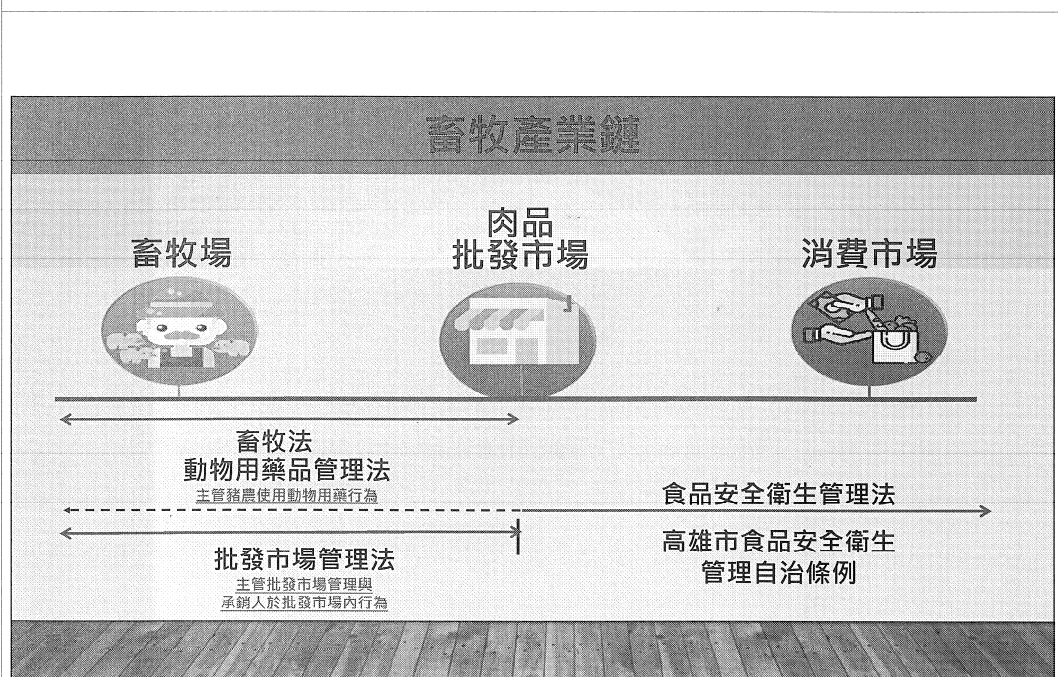 畜牧產業鏈
畜牧場
肉品
批發市場
消費市場
畜牧法
動物用藥品管理法
主管豬農使用動物用藥行為
食品安全衛生管理法
高雄市食品安全衛生
管理自治條例
批發市場管理法
主管批發市場管理與
承銷人於批發市場內行為